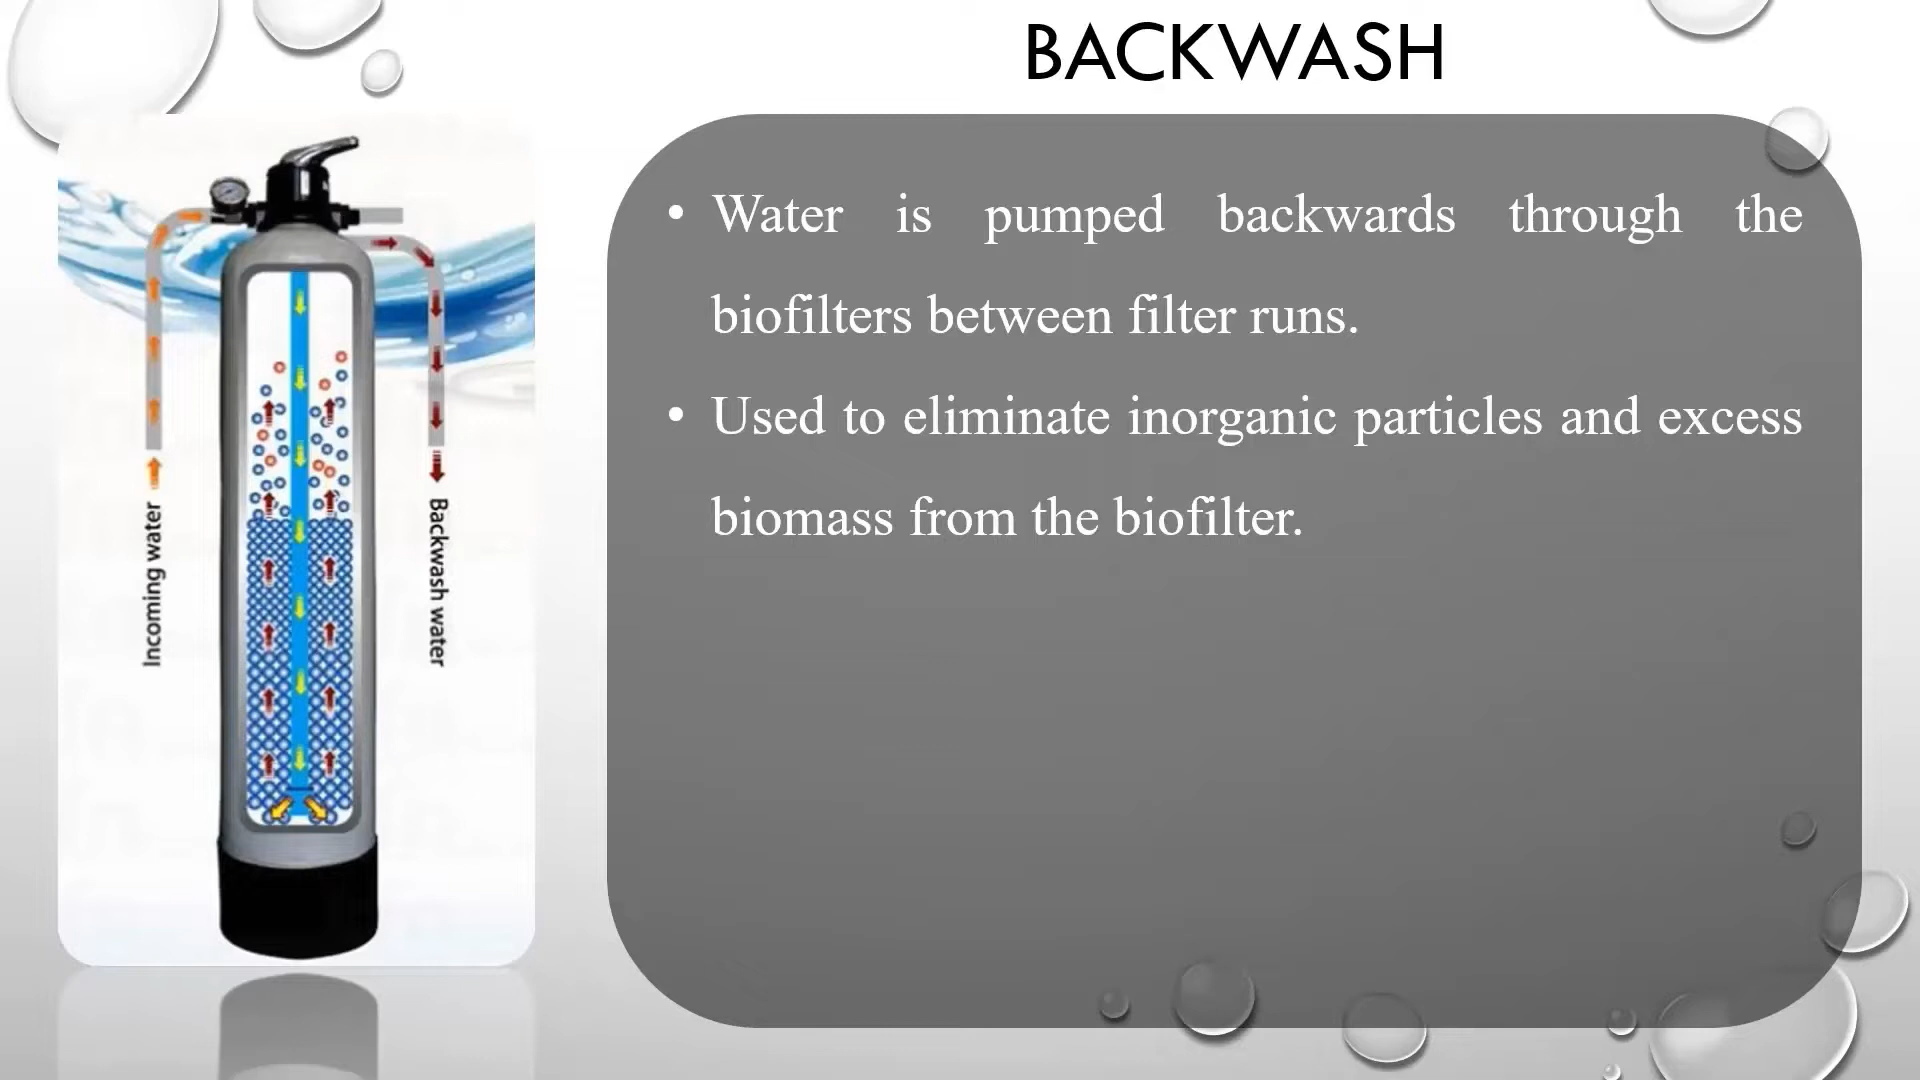 BACKWASH
• Water is pumped backwards through the
biofilters between filter runs.
• Used to eliminate inorganic particles and excess
biomass from the biofilter.
Incoming water
Backwash water